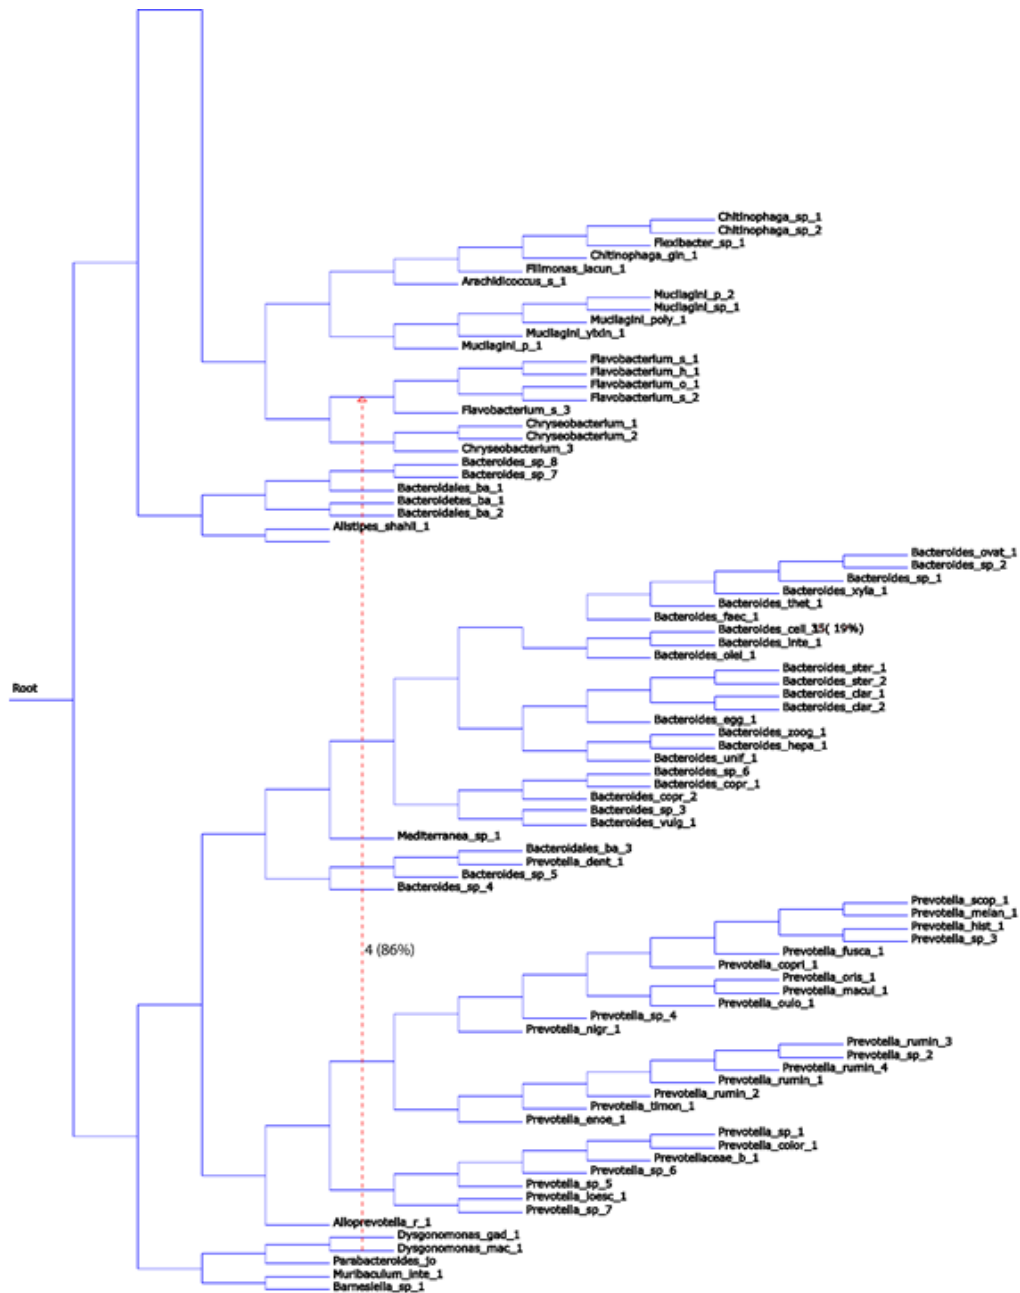 Chitinophaga_sp_1
Chitinophaga_sp_2
Flexibacter_sp_1
Chitinophaga_gin_1
Filimonas_lacun_1
Arachidicoccus_s_1
Mucilagini_p_2
Mucilagini_sp_1
Mucilagini_poly_1
Mucilagini_ybdn_1
Mucilagini_p_1
Flavobacterium_s_1
Flavobacterium_h_1
Flavobacterium_o_1
Flavobacterium_s_2
Flavobacterium_s_3
Chryseobacterium_1
Chryseobacterium_2
Chryseobacterium_3
Bacteroides_sp_8
Bacteroides_sp_7
Bacteroidales_ba_1
Bacteroidetes_ba_1
Bacteroidales_ba_2
Alistipes_shahii_1
Bacteroides_ovat_1
Bacteroides_sp_2
Bacteroides_sp_1
Bacteroides_xyla_1
Bacteroides_thet_1
Bacteroides_faec_1
Bacteroides_cell_35( 19%)
Bacteroides_inte_1
Bacteroides_olei_1
Bacteroides_ster_1
Bacteroides_ster_2
Root
Bacteroides_clar_1
Bacteroides_clar_2
Bacteroides_egg_1
Bacteroides_zoog_1
Bacteroides_hepa_1
Bacteroides_unif_1
Bacteroides_sp_6
Bacteroides_copr_1
Bacteroides_copr_2
Bacteroides_sp_3
Bacteroides_vulg_1
Mediterranea_sp_1
Bacteroidales_ba_3
Prevotella_dent_1
Bacteroides_sp_5
Bacteroides_sp_4
Prevotella_scop_1
Prevotella_melan_1
Prevotella_hist_1
Prevotella_sp_3
4 (86%)
Prevotella_fusca_1
Prevotella_copri_1
Prevotella_oris_1
Prevotella_macul_1
Prevotella_oulo_1
Prevotella_sp_4
Prevotella_nigr_1
Prevotella_rumin_3
Prevotella_sp_2
Prevotella_rumin_4
Prevotella_rumin_1
Prevotella_rumin_2
Prevotella_timon_1
Prevotella_enoe_1
Prevotella_sp_1
Prevotella_color_1
Prevotellaceae_b_1
Prevotella_sp_6
Prevotella_sp_5
Prevotella_loesc_1
Prevotella_sp_7
Alloprevotella_r_1
Dysgonomonas_gad_1
Dysgonomonas_mac_1
Parabacteroides_jo
Muribaculum_inte_1
Barnesiella_sp_1